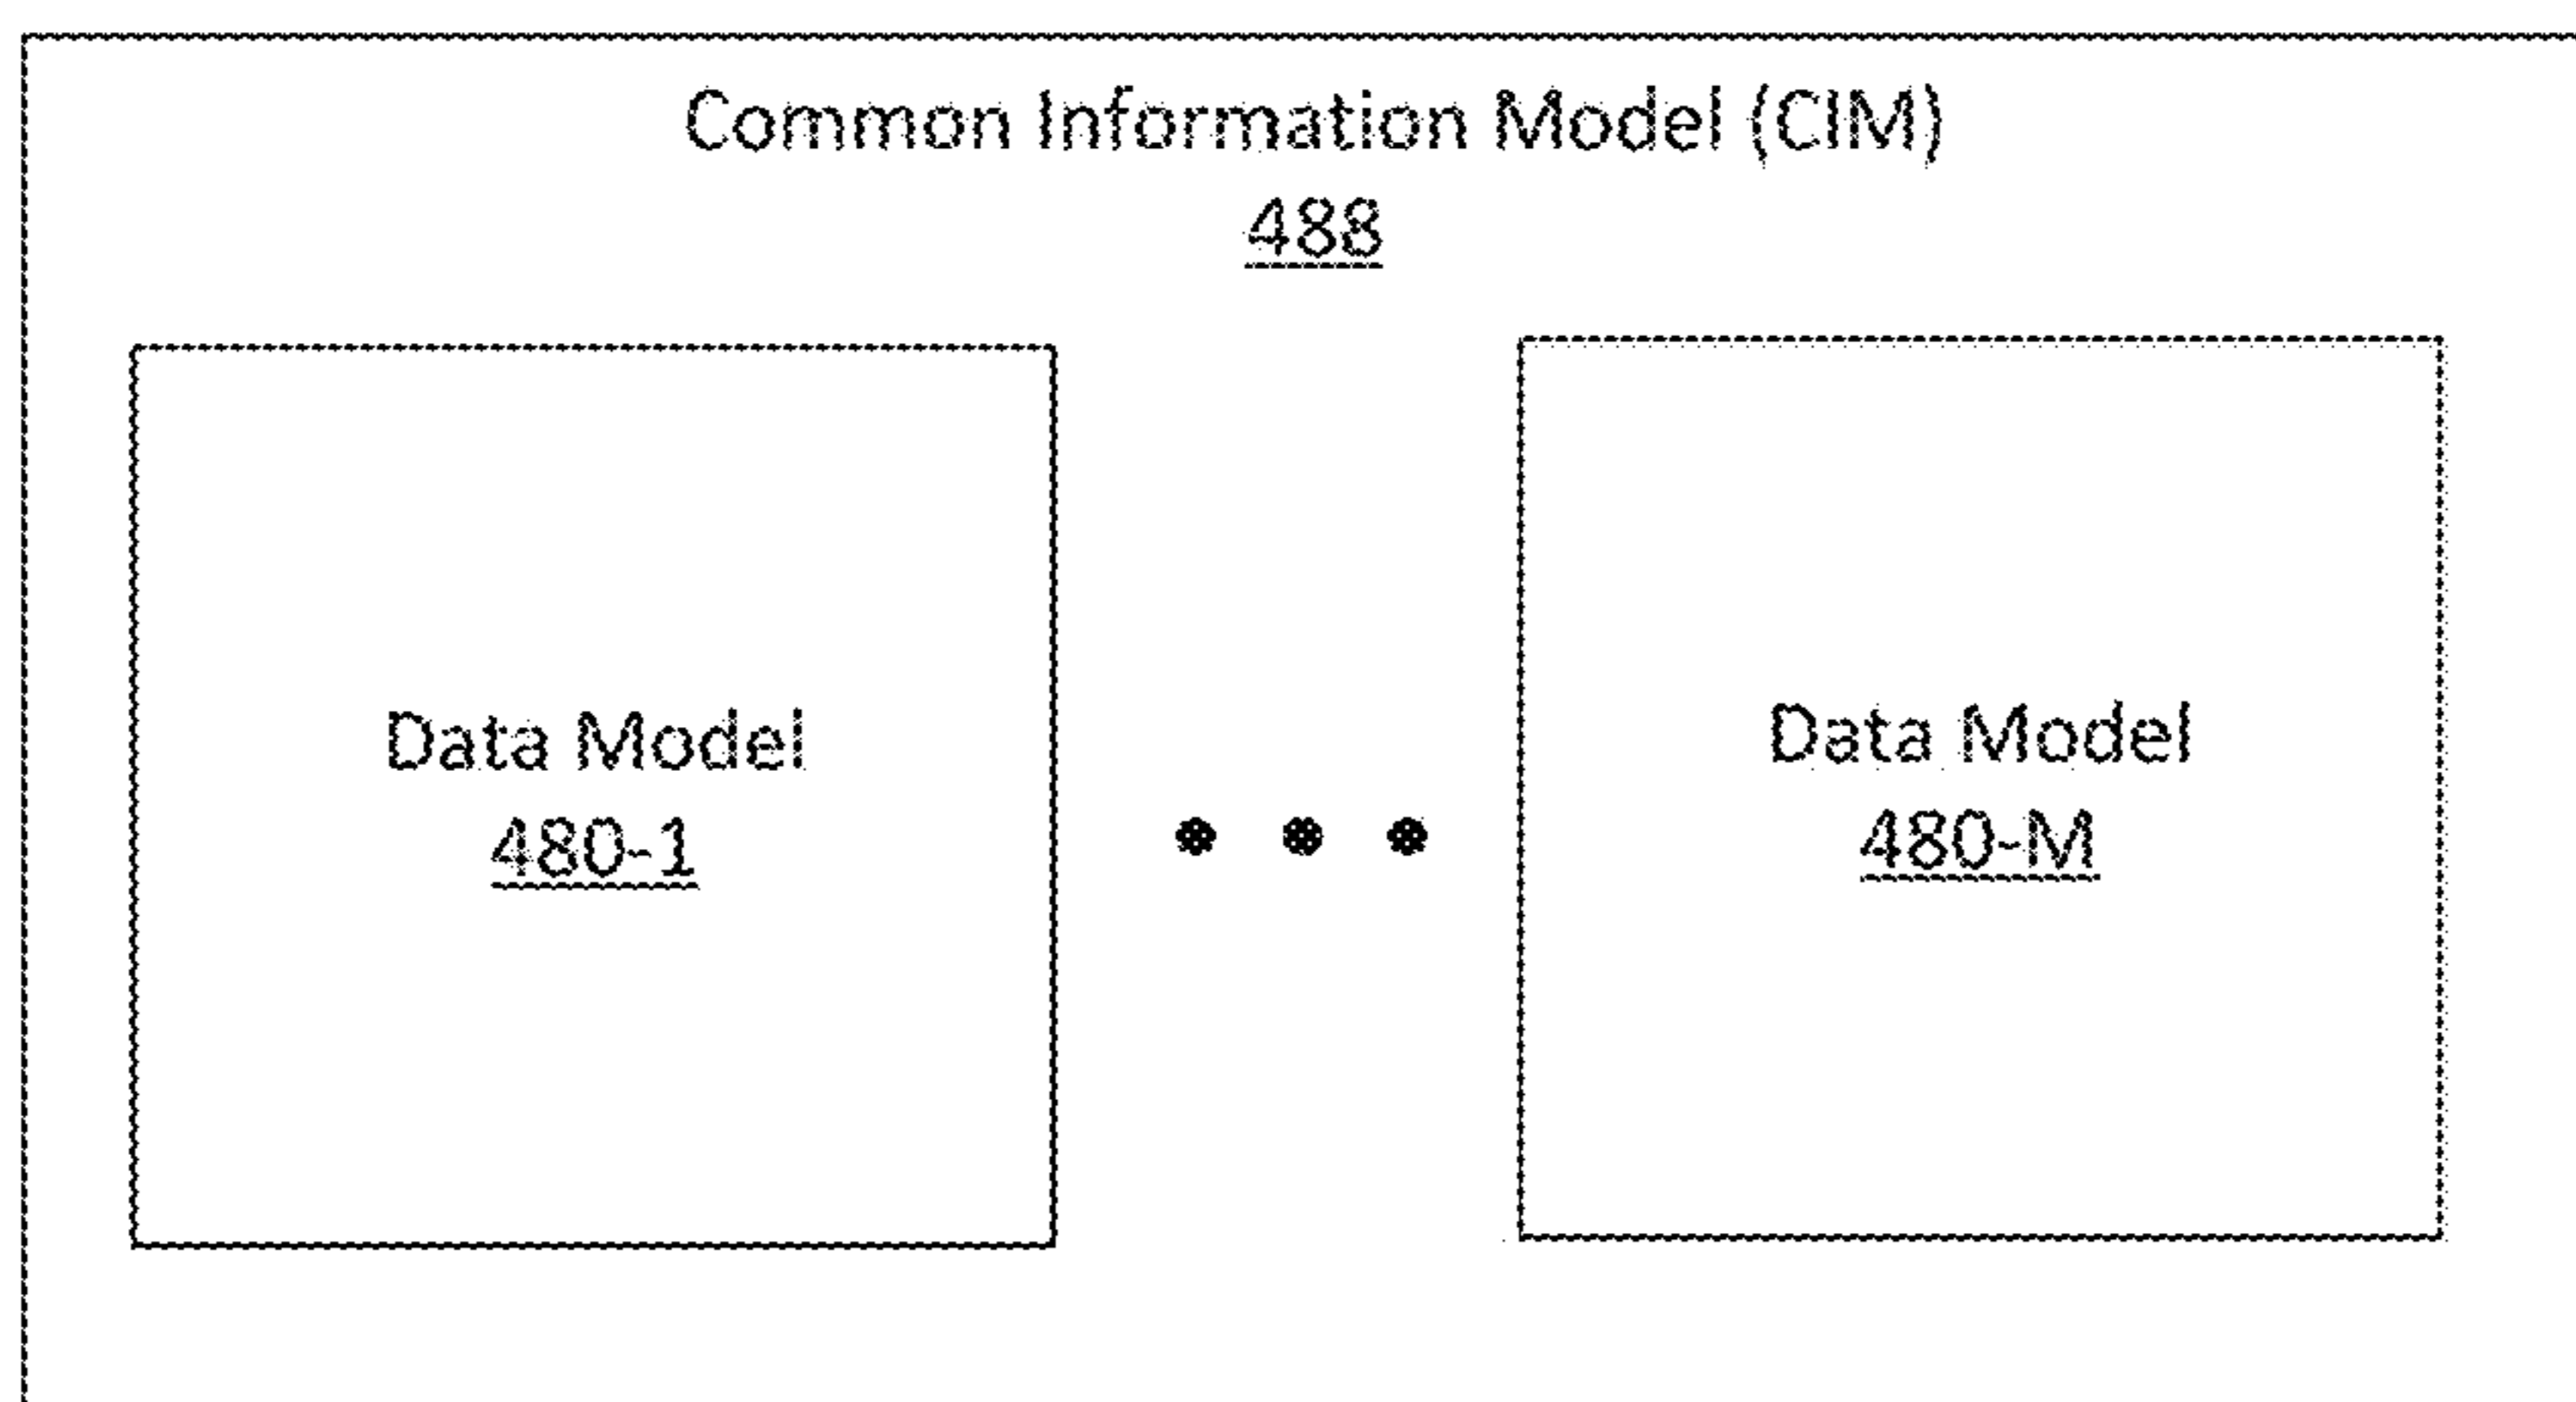 Common Information Model (CIM)
488
Data Model
480-1
Data Model
480-M